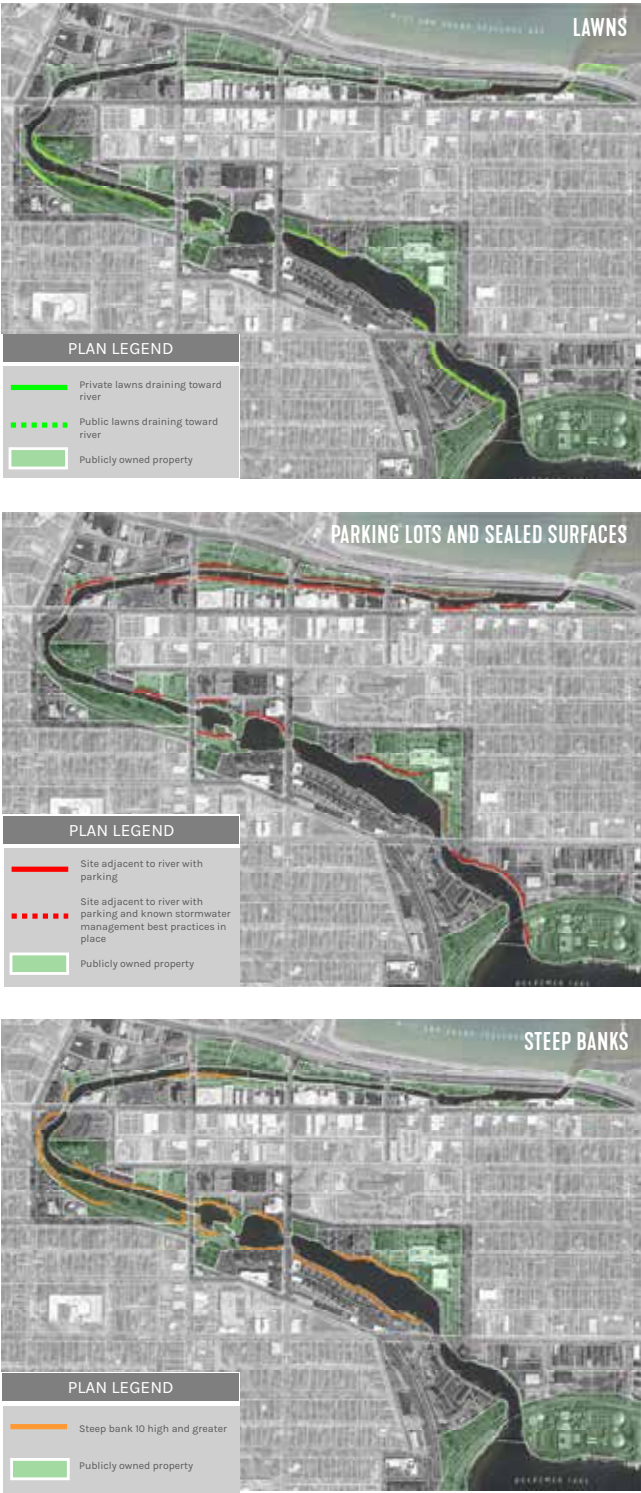 LAWNS
PLAN LEGEND
Private lawns draining toward
river
Public lawns draining toward
river
Publicly owned property
PARKING LOTS AND SEALED SURFACES
PLAN LEGEND
Site adjacent to river with
parking
Site adjacent to river with
parking and known stormwater
management best practices in
place
Publicly owned property
STEEP BANKS
PLAN LEGEND
Steep bank 10 high and greater
Publicly owned property